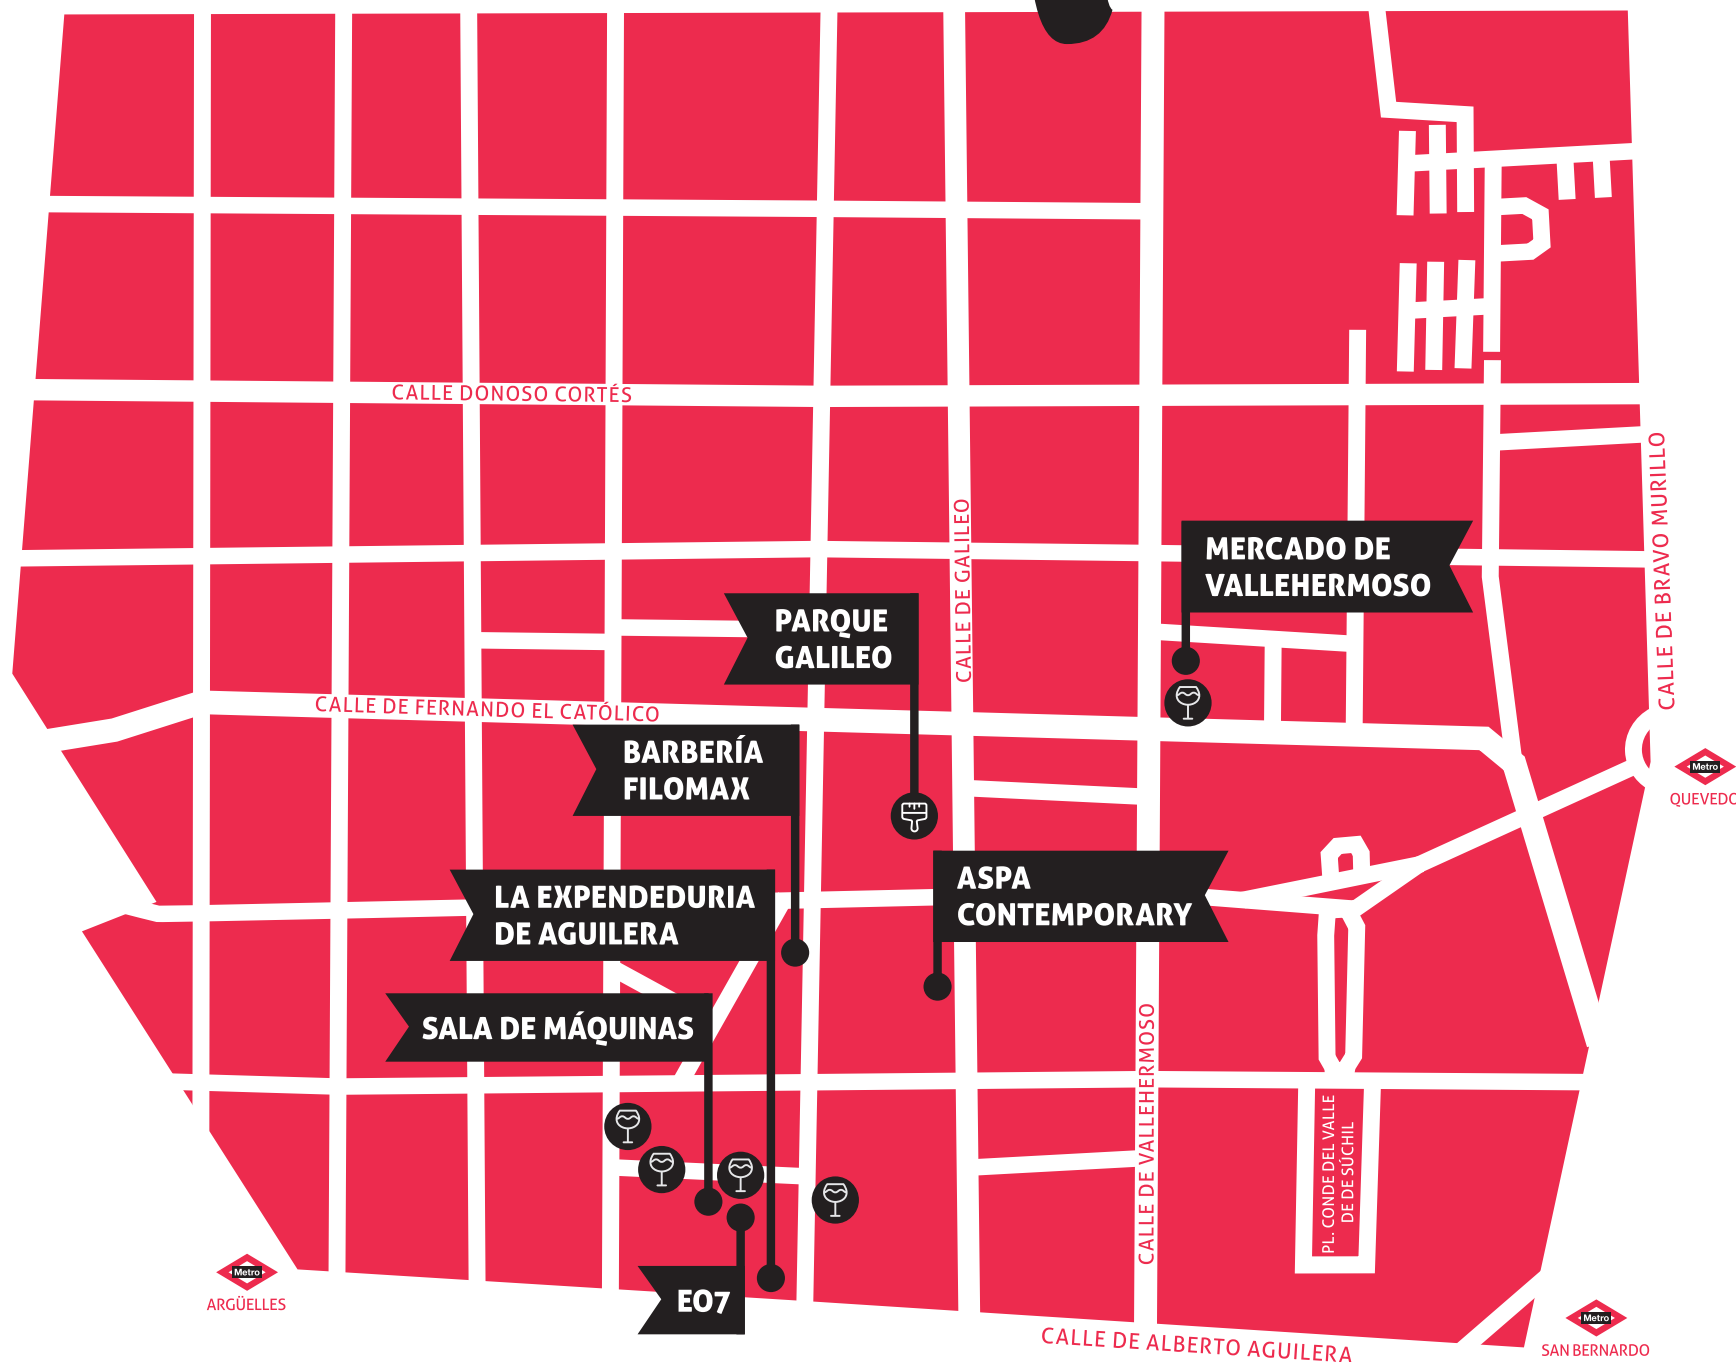 CALLE DONOSO CORTÉS
CALLE DE GALILEO
CALLE DE BRAVO MURILLO
MERCADO DE
VALLEHERMOSO
PARQUE
GALILEO
CALLE DE FERNANDO EL CATÓLICO
BARBERÍA
FILOMAX
Metro
QUEVEDO
ASPA
CONTEMPORARY
LA EXPENDEDURIA
DE AGUILERA
SALA DE MÁQUINAS
CALLE DE VALLEHERMOSO
PL. CONDE DEL VALLE
DE DE SÚCHIL
Metro
ARGÜELLES
EO7
CALLE DE ALBERTO AGUILERA
Metro
SAN BERNARDO